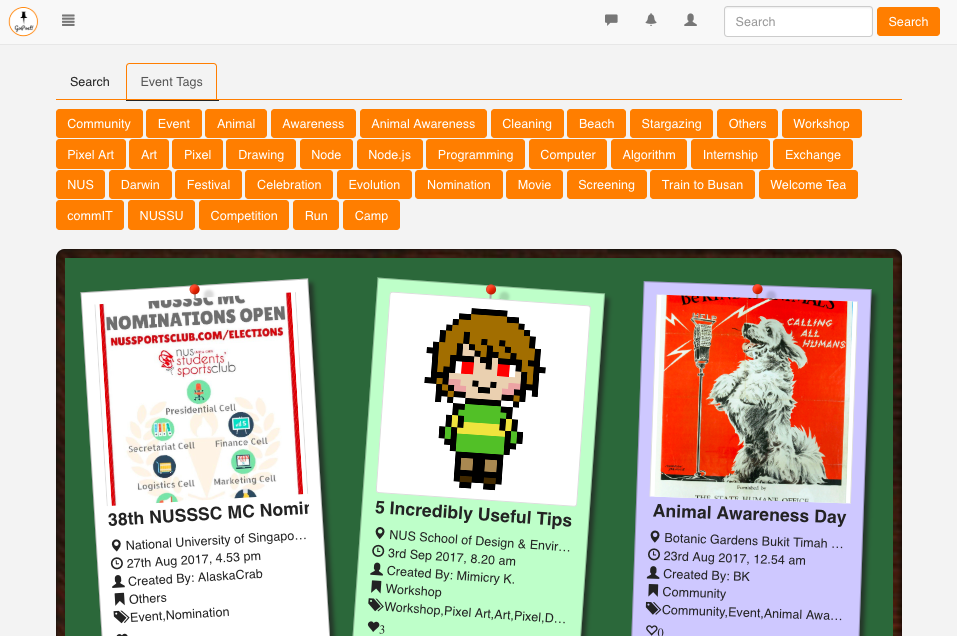 Search
Search
Search
Event Tags
Community
Event
Animal
Awareness
Animal Awareness
Cleaning
Beach
Stargazing
Others
Workshop
Pixel Art
Art
Pixel
Drawing
Node
Node.js
Programming
Computer
Algorithm
Internship
Exchange
NUS
Darwin
Festival
Celebration
Evolution
Nomination
Movie
Screening
Train to Busan
Welcome Tea
commIT
NUSSU
Competition
Run
Camp
NUSSSC MC
NOMINATIONS OPEN
NUSSPORTSCLUB.COM/ELECTIONS
nus
students'
sportsclub
Presidential Cell
Secretariat Cell
Finance Cell
Logistics Cell
Marketing Cell
38th NUSSSC MC Nomin
National University of Singapo…
27th Aug 2017, 4.53 pm
Created By: AlaskaCrab
Others
Event,Nomination
5 Incredibly Useful Tips
NUS School of Design & Envir…
3rd Sep 2017, 8.20 am
Created By: Mimicry K.
Workshop
Workshop,Pixel Art,Art,Pixel,D…
3
CALLING
ALL
HUMANS
THE STATE HUMANE OFFICE
Animal Awareness Day
Botanic Gardens Bukit Timah …
23rd Aug 2017, 12.54 am
Created By: BK
Community
Community,Event,Animal Awa…
0